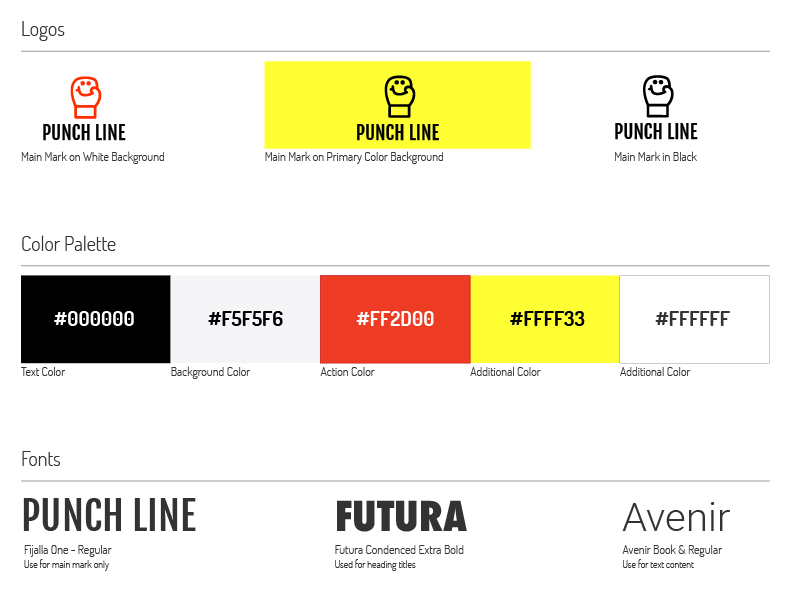 Logos
PUNCH LINE
PUNCH LINE
PUNCH LINE
Main Mark on White Background
Main Mark on Primary Color Background
Main Mark in Black
Color Palette
#000000
#F5F5F6
#FF2D00
#FFFF33
#FFFFFF
Text Color
Background Color
Action Color
Additional Color
Additional Color
Fonts
PUNCH LINE
FUTURA
Avenir
Fijalla One - Regular
Futura Condenced Extra Bold
Avenir Book & Regular
Use for main mark only
Used for heading titles
Use for text content